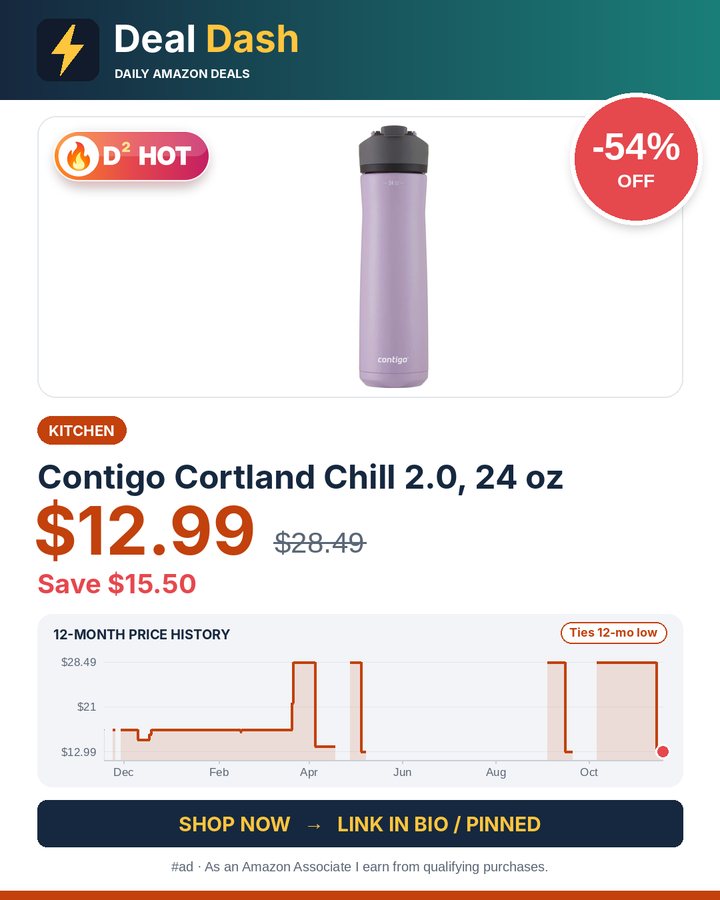 Deal Dash
DAILY AMAZON DEALS
D² HOT
-54%
OFF
contigo
KITCHEN
Contigo Cortland Chill 2.0, 24 oz
$12.99 $28.49
Save $15.50
12-MONTH PRICE HISTORY
Ties 12-mo low
$28.49
$21
$12.99
Dec Feb Apr Jun Aug Oct
SHOP NOW → LINK IN BIO / PINNED
#ad · As an Amazon Associate I earn from qualifying purchases.